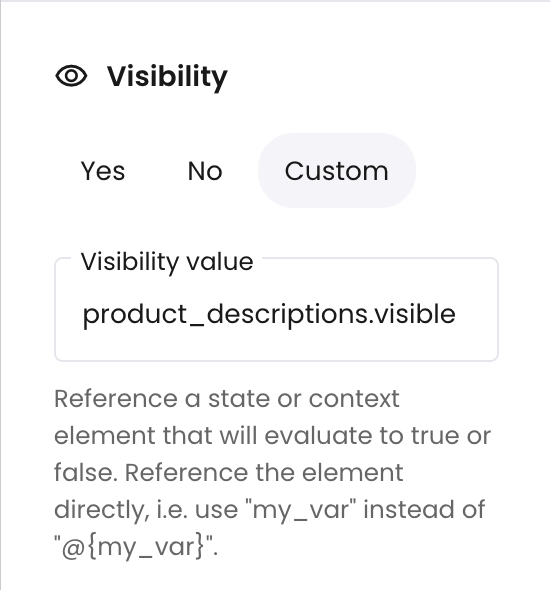 Visibility
Yes No Custom
Visibility value
product_descriptions.visible
Reference a state or context
element that will evaluate to true or
false. Reference the element
directly, i.e. use "my_var" instead of
"@{my_var}".